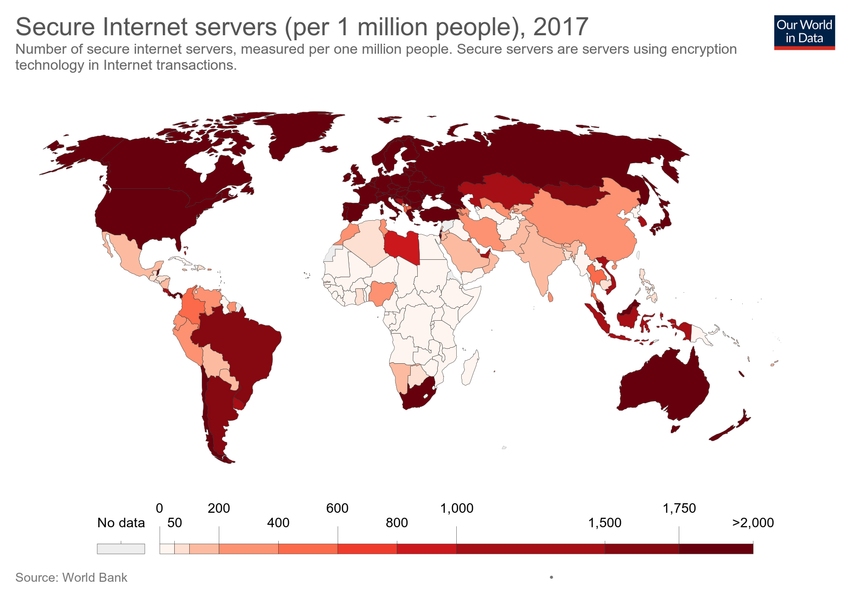 Secure Internet servers (per 1 million people), 2017
Our World
in Data
Number of secure internet servers, measured per one million people. Secure servers are servers using encryption
technology in Internet transactions.
0
200
600
1,000
1,750
No data
50
400
800
1,500
>2,000
Source: World Bank